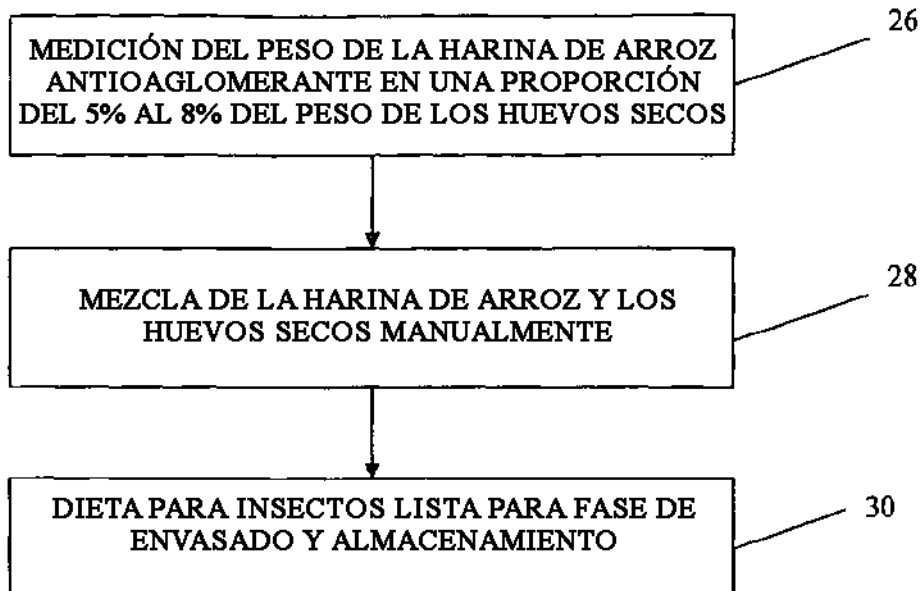 MEDICIÓN DEL PESO DE LA HARINA DE ARROZ
ANTIOAGLOMERANTE EN UNA PROPORCIÓN
DEL 5% AL 8% DEL PESO DE LOS HUEVOS SECOS
26
MEZCLA DE LA HARINA DE ARROZ Y LOS
HUEVOS SECOS MANUALMENTE
28
DIETA PARA INSECTOS LISTA PARA FASE DE
ENVASADO Y ALMACENAMIENTO
30